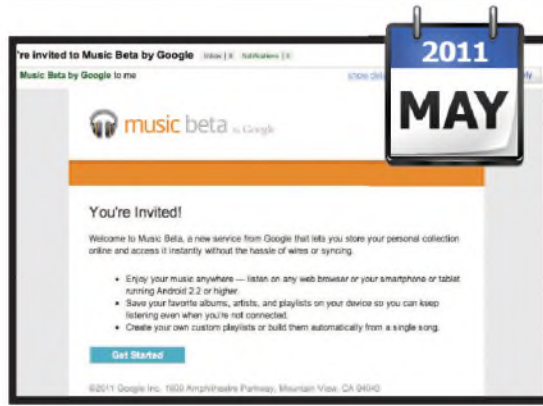 're invited to Music Beta by Google Inbox | X Notifications | X
Music Beta by Google to me
2011
MAY
music beta by Google
You're Invited!
Welcome to Music Beta, a new service from Google that lets you store your personal collection
online and access it instantly without the hassle of wires or syncing.
• Enjoy your music anywhere — listen on any web browser or your smartphone or tablet
running Android 2.2 or higher.
• Save your favorite albums, artists, and playlists on your device so you can keep
listening even when you're not connected.
• Create your own custom playlists or build them automatically from a single song.
Get Started
©2011 Google Inc. 1600 Amphitheatre Parkway, Mountain View, CA 94043